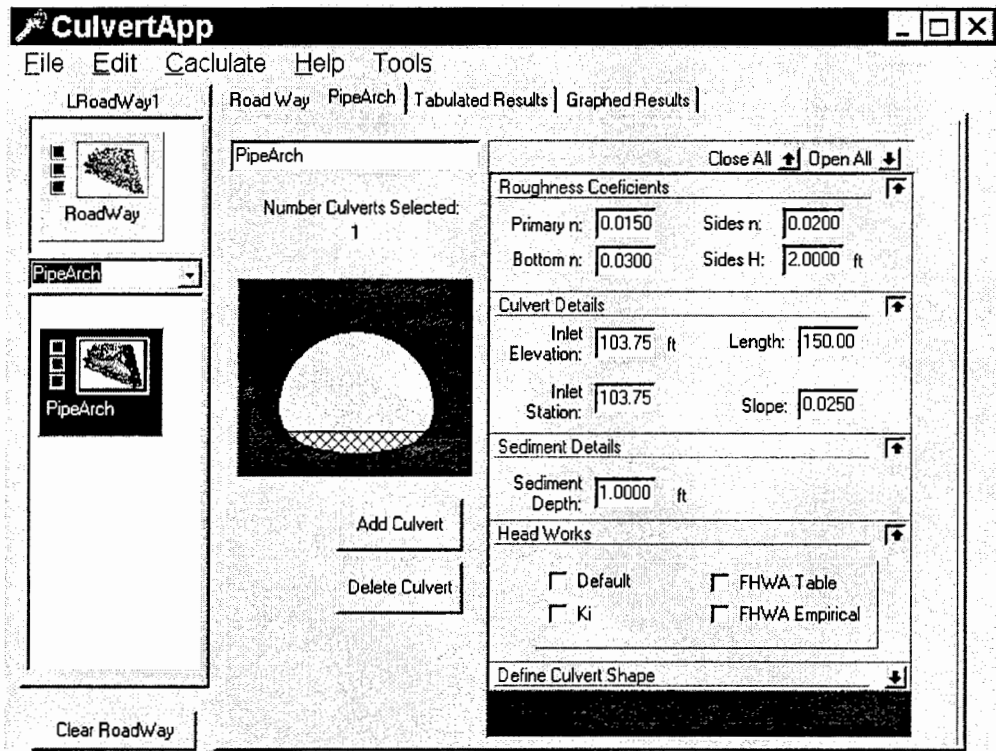 CulvertApp
File Edit Caclulate Help Tools
LRoadWay1
Road Way PipeArch Tabulated Results Graphed Results
RoadWay
PipeArch
PipeArch
PipeArch
Number Culverts Selected:
1
Add Culvert
Delete Culvert
Close All Open All
Roughness Coeficients
Primary n: 0.0150 Sides n: 0.0200
Bottom n: 0.0300 Sides H: 2.0000 ft
Culvert Details
Inlet
Elevation: 103.75 ft Length: 150.00
Inlet
Station: 103.75 Slope: 0.0250
Sediment Details
Sediment
Depth: 1.0000 ft
Head Works
Default FHWA Table
Ki FHWA Empirical
Define Culvert Shape
Clear RoadWay